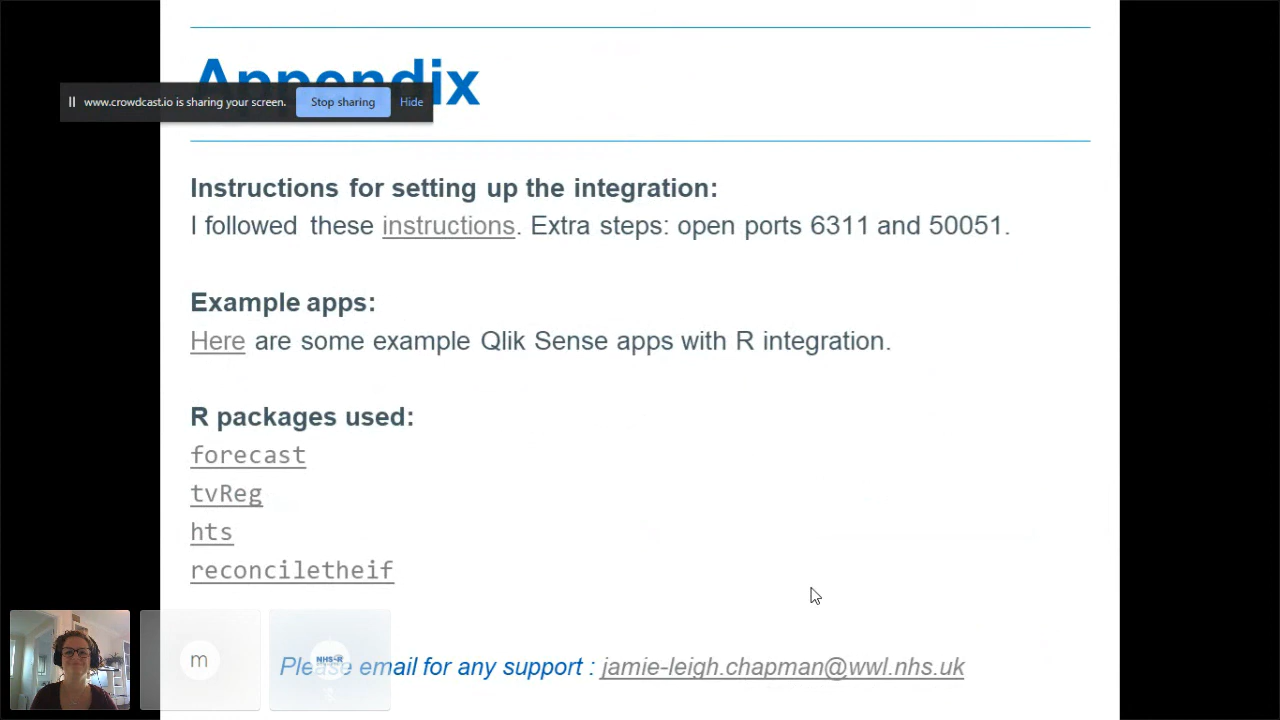 Appendix
www.crowdcast.io is sharing your screen. Stop sharing Hide
Instructions for setting up the integration:
I followed these instructions. Extra steps: open ports 6311 and 50051.
Example apps:
Here are some example Qlik Sense apps with R integration.
R packages used:
forecast
tvReg
hts
reconciletheif
m
NHS-R
Please email for any support : jamie-leigh.chapman@wwl.nhs.uk